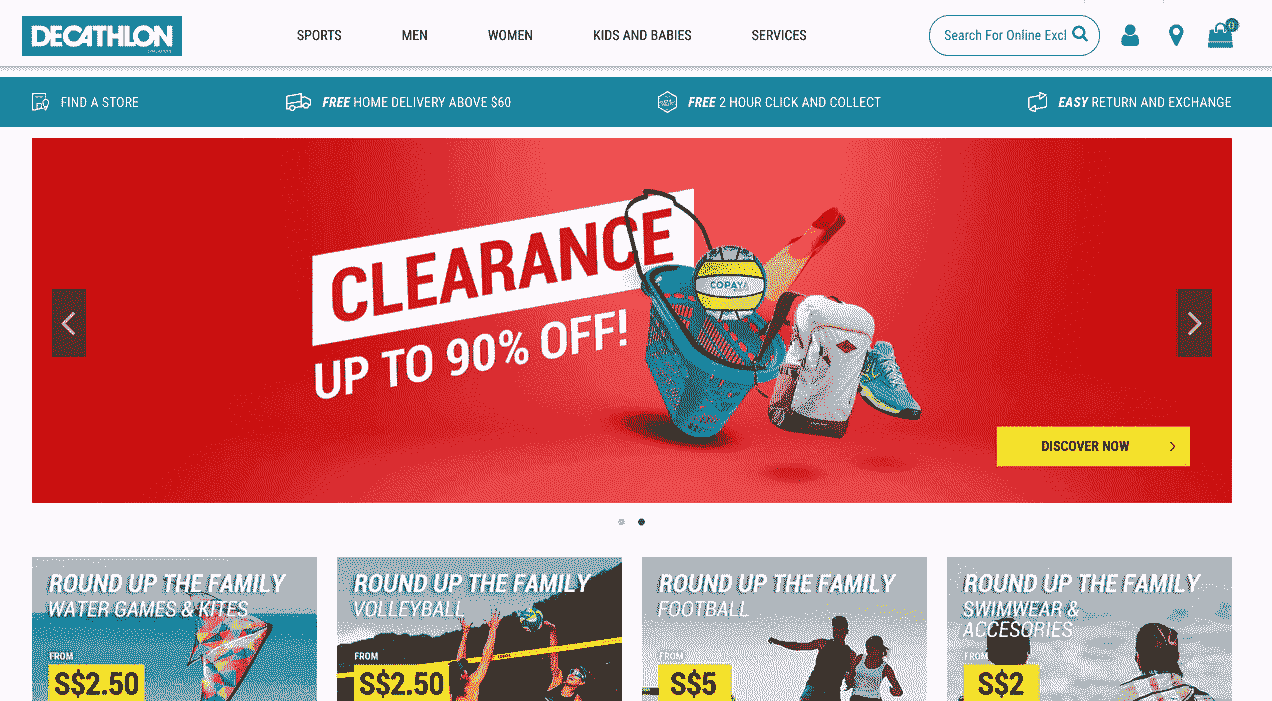 DECATHLON
SPORTS
MEN
WOMEN
KIDS AND BABIES
SERVICES
Search For Online Excl
0
FIND A STORE
FREE HOME DELIVERY ABOVE $60
FREE 2 HOUR CLICK AND COLLECT
EASY RETURN AND EXCHANGE
CLEARANCE
UP TO 90% OFF!
COPAYA
DISCOVER NOW
ROUND UP THE FAMILY
WATER GAMES & KITES
FROM
S$2.50
ROUND UP THE FAMILY
VOLLEYBALL
FROM
S$2.50
ROUND UP THE FAMILY
FOOTBALL
FROM
S$5
ROUND UP THE FAMILY
SWIMWEAR &
ACCESORIES
FROM
S$2